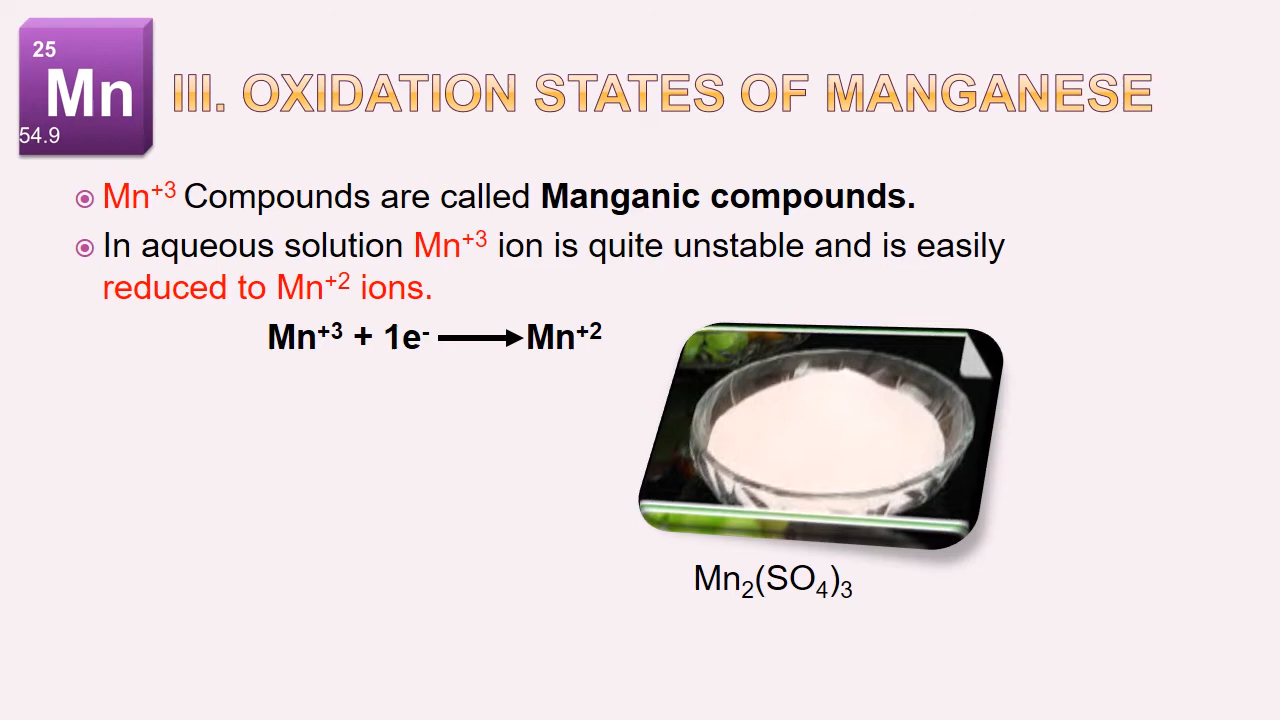 25
Mn
54.9
III. OXIDATION STATES OF MANGANESE
Mn⁺³ Compounds are called Manganic compounds.
In aqueous solution Mn⁺³ ion is quite unstable and is easily
reduced to Mn⁺² ions.
Mn⁺³ + 1e⁻ ⟶ Mn⁺²
Mn₂(SO₄)₃